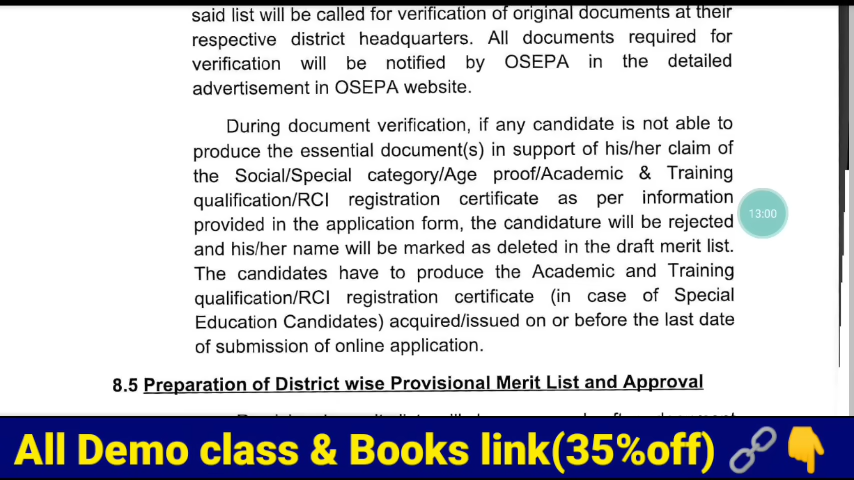 said list will be called for verification of original documents at their
respective district headquarters. All documents required for
verification will be notified by OSEPA in the detailed
advertisement in OSEPA website.
During document verification, if any candidate is not able to
produce the essential document(s) in support of his/her claim of
the Social/Special category/Age proof/Academic & Training
qualification/RCI registration certificate as per information
provided in the application form, the candidature will be rejected
and his/her name will be marked as deleted in the draft merit list.
The candidates have to produce the Academic and Training
qualification/RCI registration certificate (in case of Special
Education Candidates) acquired/issued on or before the last date
of submission of online application.
13:00
8.5 Preparation of District wise Provisional Merit List and Approval
All Demo class & Books link(35%off) 🔗👇